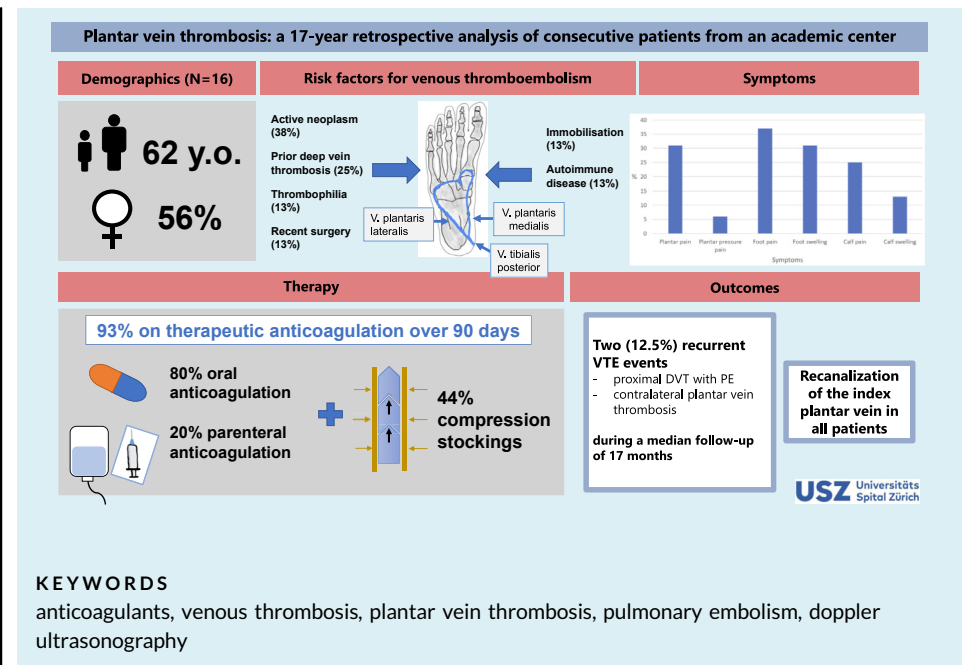 Plantar vein thrombosis: a 17-year retrospective analysis of consecutive patients from an academic center
Demographics (N=16)
62 y.o.
56%
Risk factors for venous thromboembolism
Active neoplasm
(38%)
Prior deep vein
thrombosis (25%)
Thrombophilia
(13%)
Recent surgery
(13%)
Immobilisation
(13%)
Autoimmune
disease (13%)
V. plantaris
lateralis
V. plantaris
medialis
V. tibialis
posterior
Symptoms
40
35
30
25
20
15
10
5
0
%
Plantar pain
Plantar pressure
pain
Foot pain
Foot swelling
Calf pain
Calf swelling
Symptoms
Therapy
93% on therapeutic anticoagulation over 90 days
80% oral
anticoagulation
20% parenteral
anticoagulation
44%
compression
stockings
Outcomes
Two (12.5%) recurrent
VTE events
- proximal DVT with PE
- contralateral plantar vein
thrombosis
during a median follow-up
of 17 months
Recanalization
of the index
plantar vein in
all patients
USZ Universitäts
Spital Zürich
KEYWORDS
anticoagulants, venous thrombosis, plantar vein thrombosis, pulmonary embolism, doppler
ultrasonography